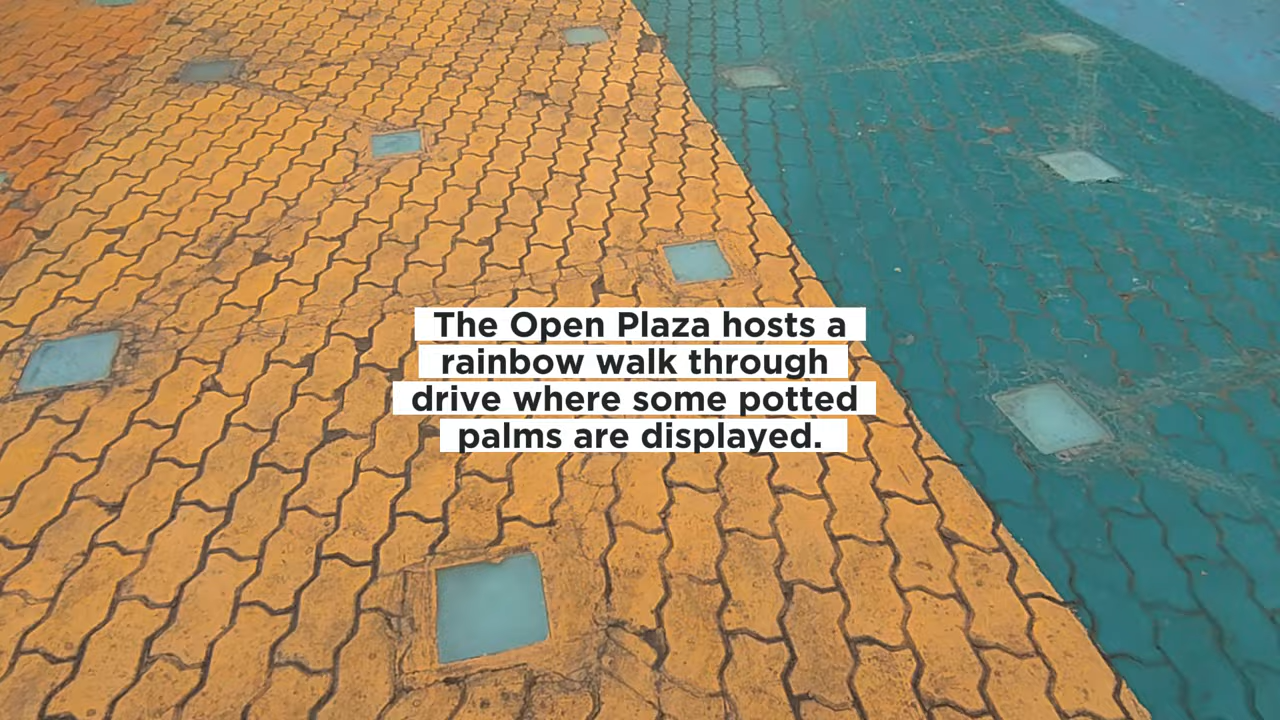 The Open Plaza hosts a
rainbow walk through
drive where some potted
palms are displayed.